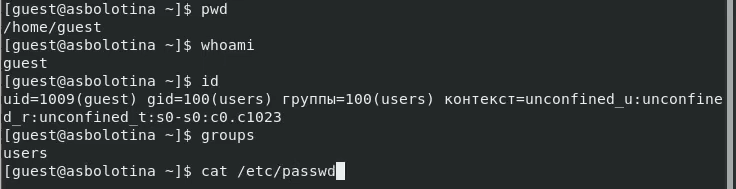 [guest@asbolotina ~]$ pwd
/home/guest
[guest@asbolotina ~]$ whoami
guest
[guest@asbolotina ~]$ id
uid=1009(guest) gid=100(users) группы=100(users) контекст=unconfined_u:unconfine
d_r:unconfined_t:s0-s0:c0.c1023
[guest@asbolotina ~]$ groups
users
[guest@asbolotina ~]$ cat /etc/passwd